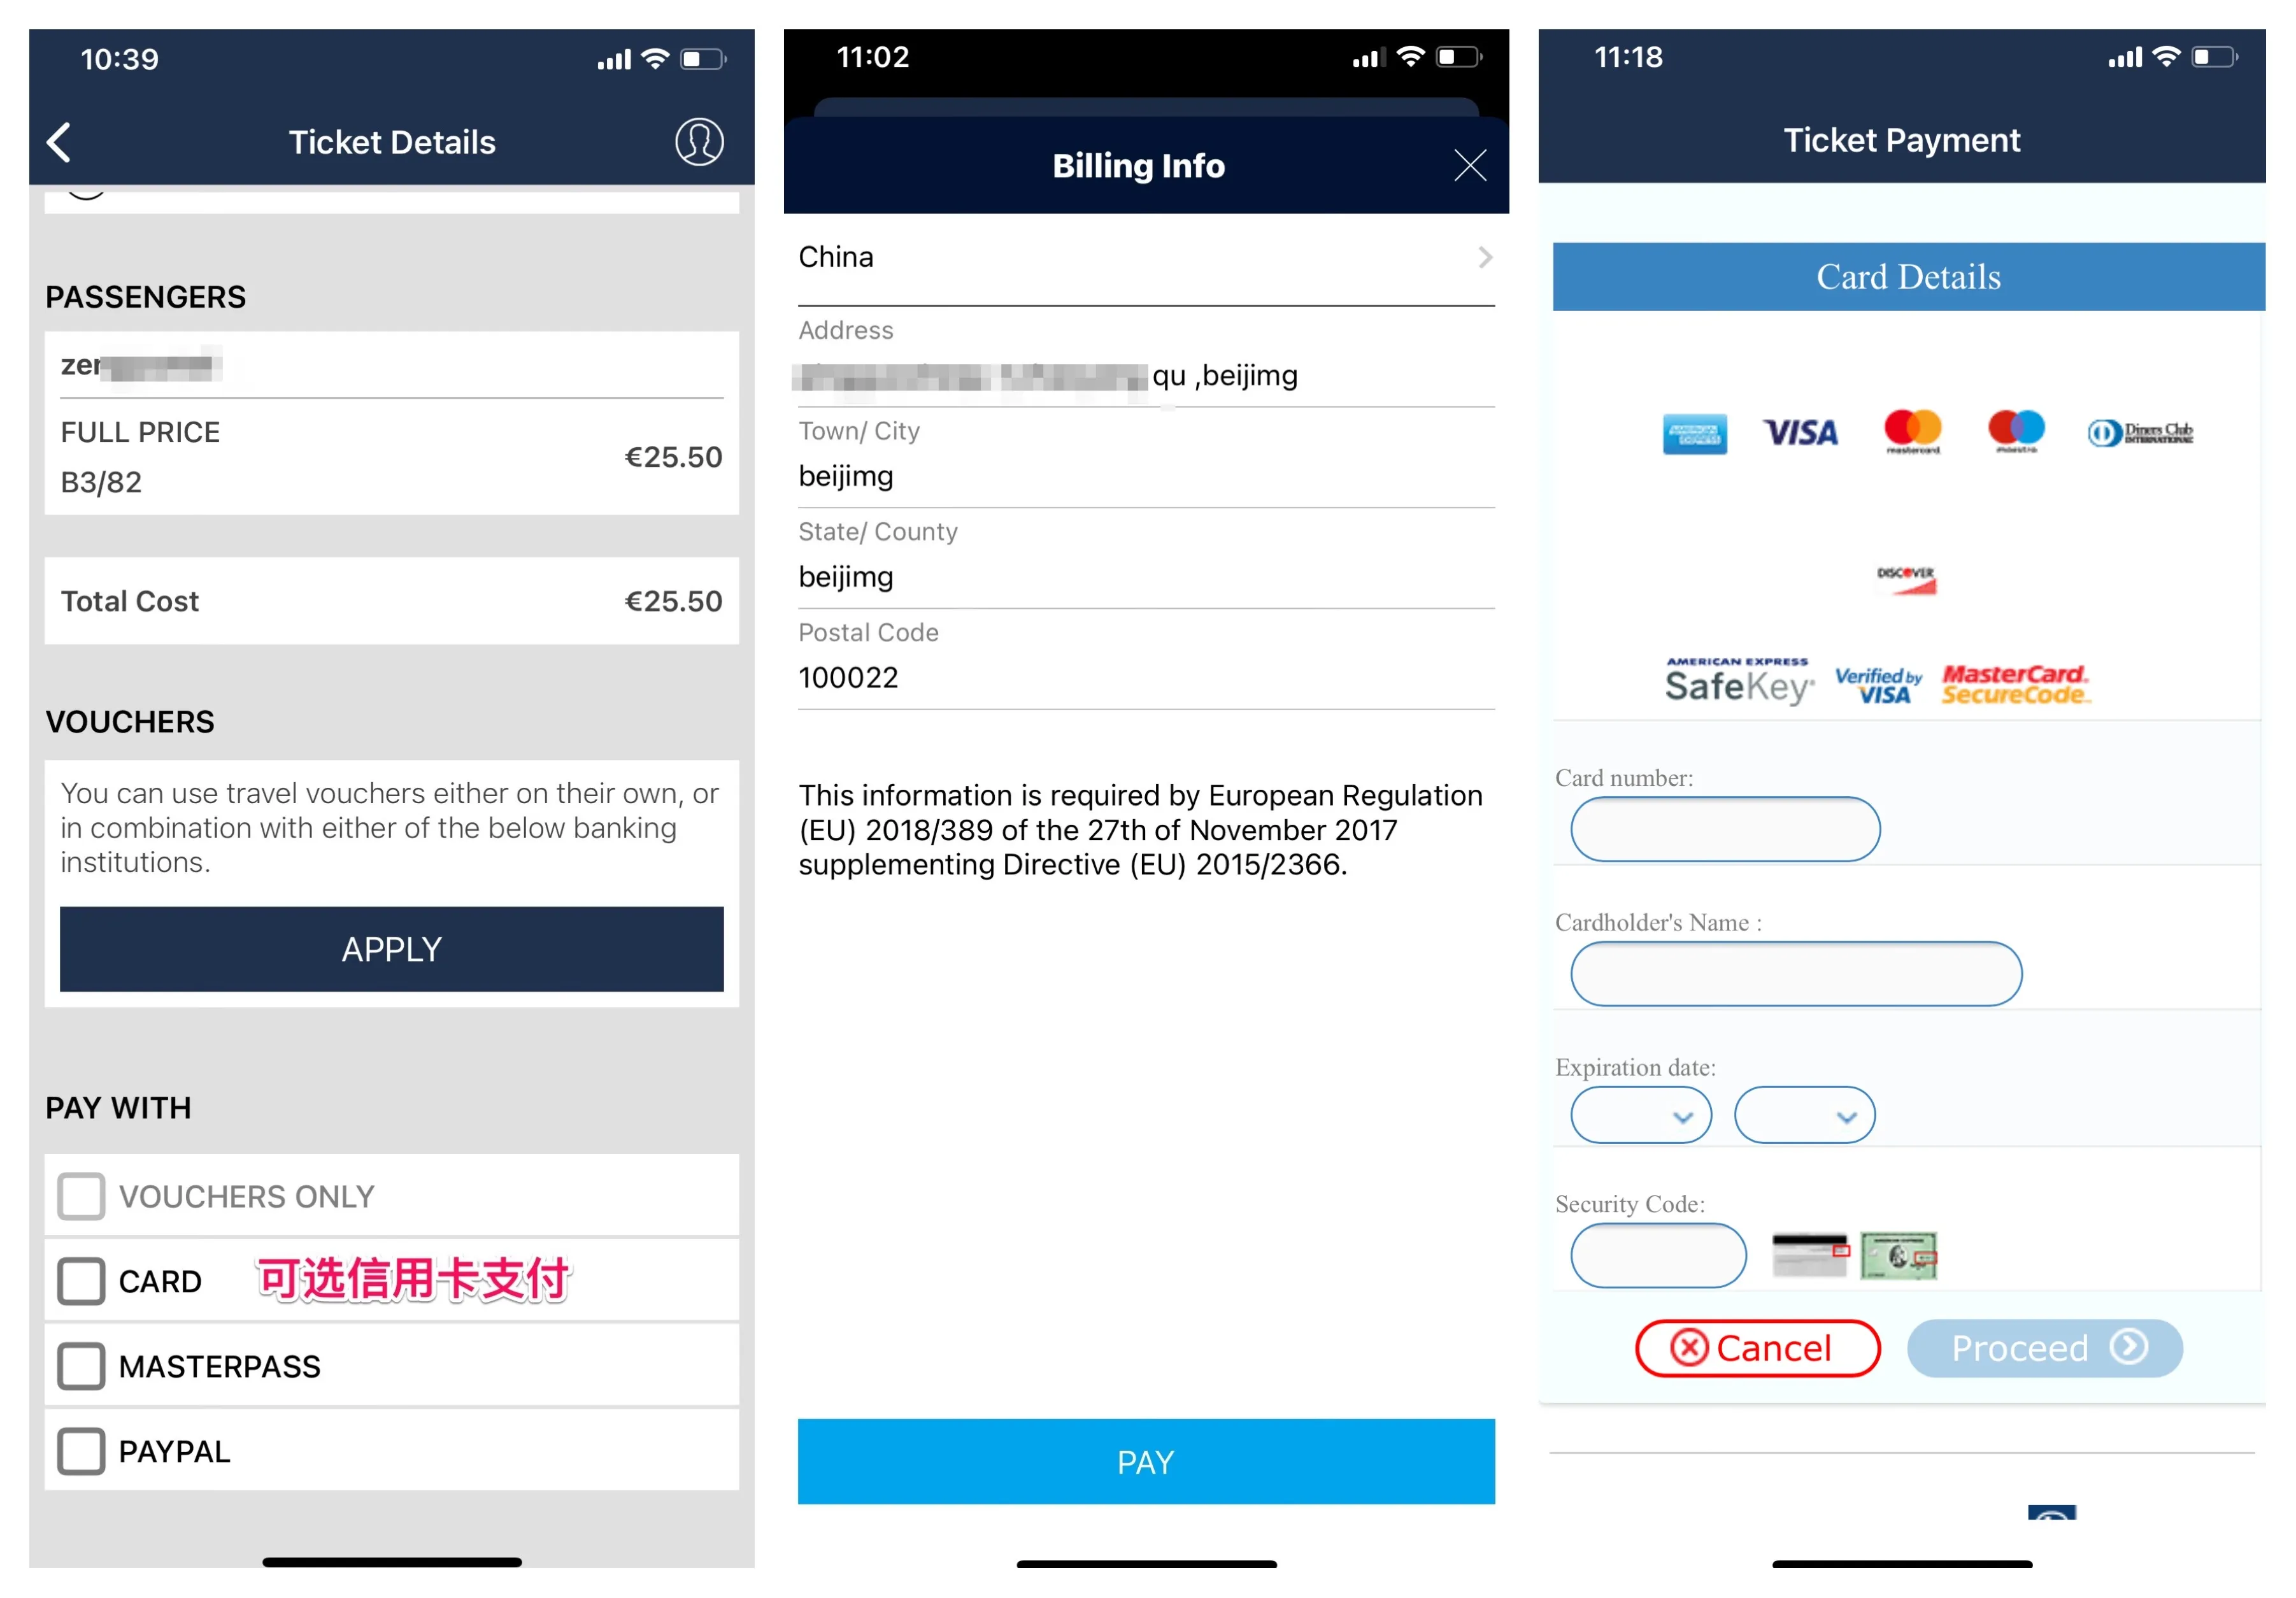 10:39
Ticket Details
PASSENGERS
zer
FULL PRICE
B3/82
€25.50
Total Cost
€25.50
VOUCHERS
You can use travel vouchers either on their own, or
in combination with either of the below banking
institutions.
APPLY
PAY WITH
VOUCHERS ONLY
CARD
可选信用卡支付
MASTERPASS
PAYPAL
11:02
Billing Info
China
Address
qu ,beijimg
Town/ City
beijimg
State/ County
beijimg
Postal Code
100022
This information is required by European Regulation
(EU) 2018/389 of the 27th of November 2017
supplementing Directive (EU) 2015/2366.
PAY
11:18
Ticket Payment
Card Details
AMERICAN EXPRESS
VISA
mastercard
maestro
Diners Club
INTERNATIONAL
DISCOVER
AMERICAN EXPRESS
SafeKey
Verified by
VISA
MasterCard.
SecureCode.
Card number:
Cardholder's Name :
Expiration date:
Security Code:
Cancel
Proceed